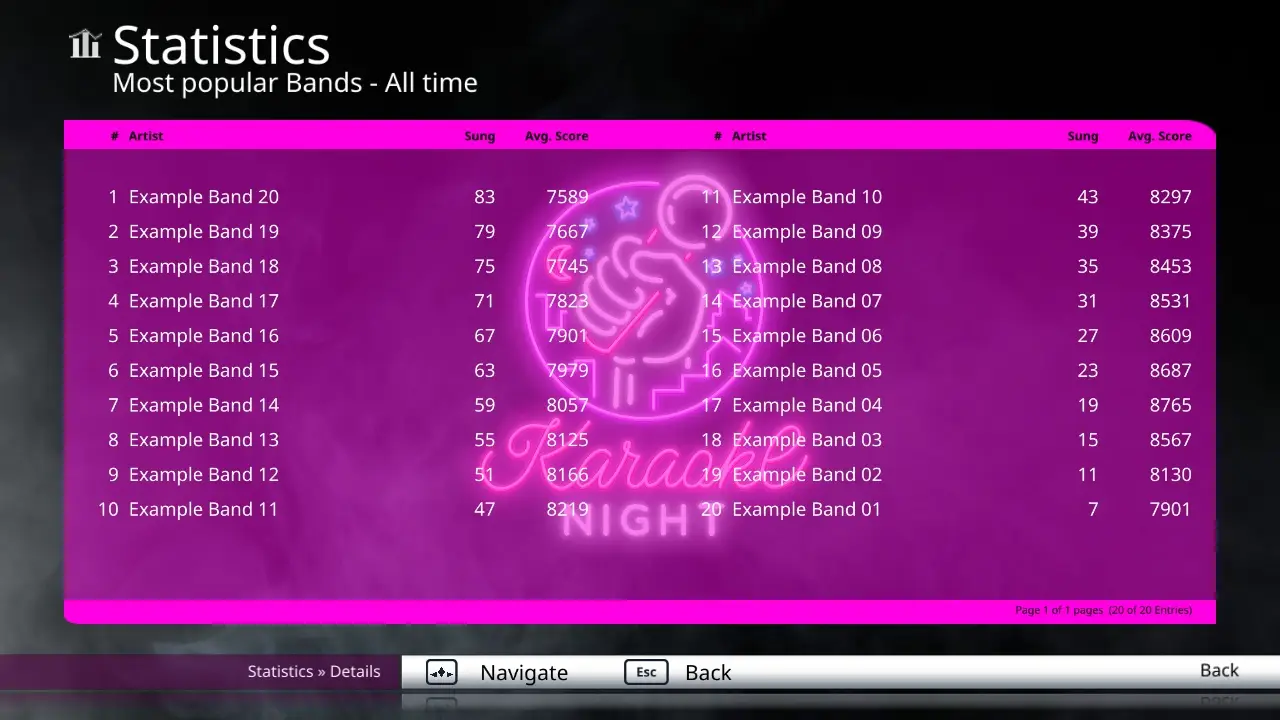 Statistics
Most popular Bands - All time
# Artist Sung Avg. Score # Artist Sung Avg. Score
1 Example Band 20 83 7589 11 Example Band 10 43 8297
2 Example Band 19 79 7667 12 Example Band 09 39 8375
3 Example Band 18 75 7745 13 Example Band 08 35 8453
4 Example Band 17 71 7823 14 Example Band 07 31 8531
5 Example Band 16 67 7901 15 Example Band 06 27 8609
6 Example Band 15 63 7979 16 Example Band 05 23 8687
7 Example Band 14 59 8057 17 Example Band 04 19 8765
8 Example Band 13 55 8125 18 Example Band 03 15 8567
9 Example Band 12 51 8166 19 Example Band 02 11 8130
10 Example Band 11 47 8219 20 Example Band 01 7 7901
Karaoke
NIGHT
Page 1 of 1 pages (20 of 20 Entries)
Statistics » Details Navigate Esc Back Back